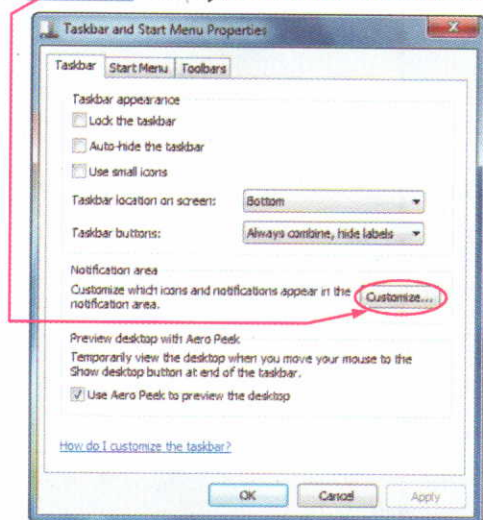 Taskbar and Start Menu Properties
Taskbar Start Menu Toolbars
Taskbar appearance
Lock the taskbar
Auto-hide the taskbar
Use small icons
Taskbar location on screen: Bottom
Taskbar buttons: Always combine, hide labels
Notification area
Customize which icons and notifications appear in the
notification area.
Customize...
Preview desktop with Aero Peek
Temporarily view the desktop when you move your mouse to the
Show desktop button at end of the taskbar.
Use Aero Peek to preview the desktop
How do I customize the taskbar?
OK Cancel Apply